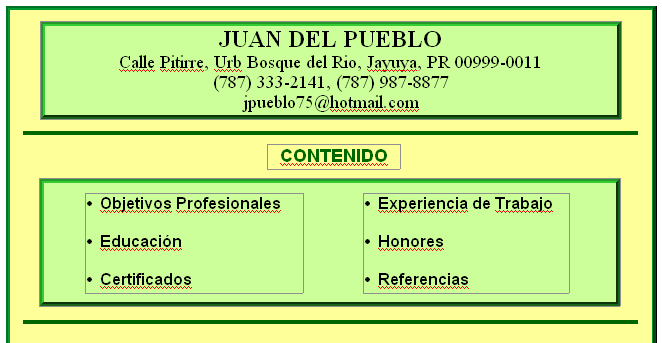 JUAN DEL PUEBLO
Calle Pitirre, Urb Bosque del Rio, Jayuya, PR 00999-0011
(787) 333-2141, (787) 987-8877
jpueblo75@hotmail.com
CONTENIDO
• Objetivos Profesionales
• Educación
• Certificados
• Experiencia de Trabajo
• Honores
• Referencias